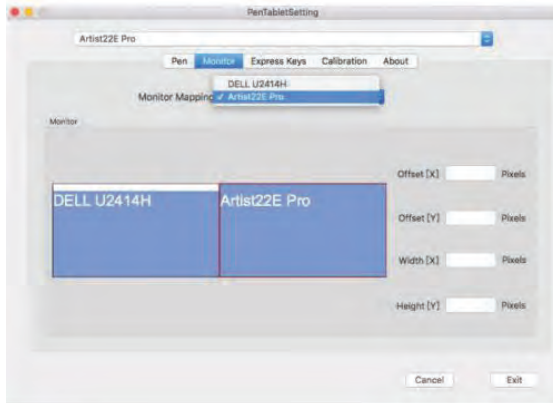 PenTabletSetting
Artist22E Pro
Pen Monitor Express Keys Calibration About
DELL U2414H
Monitor Mapping ✓ Artist22E Pro
Monitor
Offset [X] Pixels
DELL U2414H Artist22E Pro
Offset [Y] Pixels
Width [X] Pixels
Height [Y] Pixels
Cancel Exit